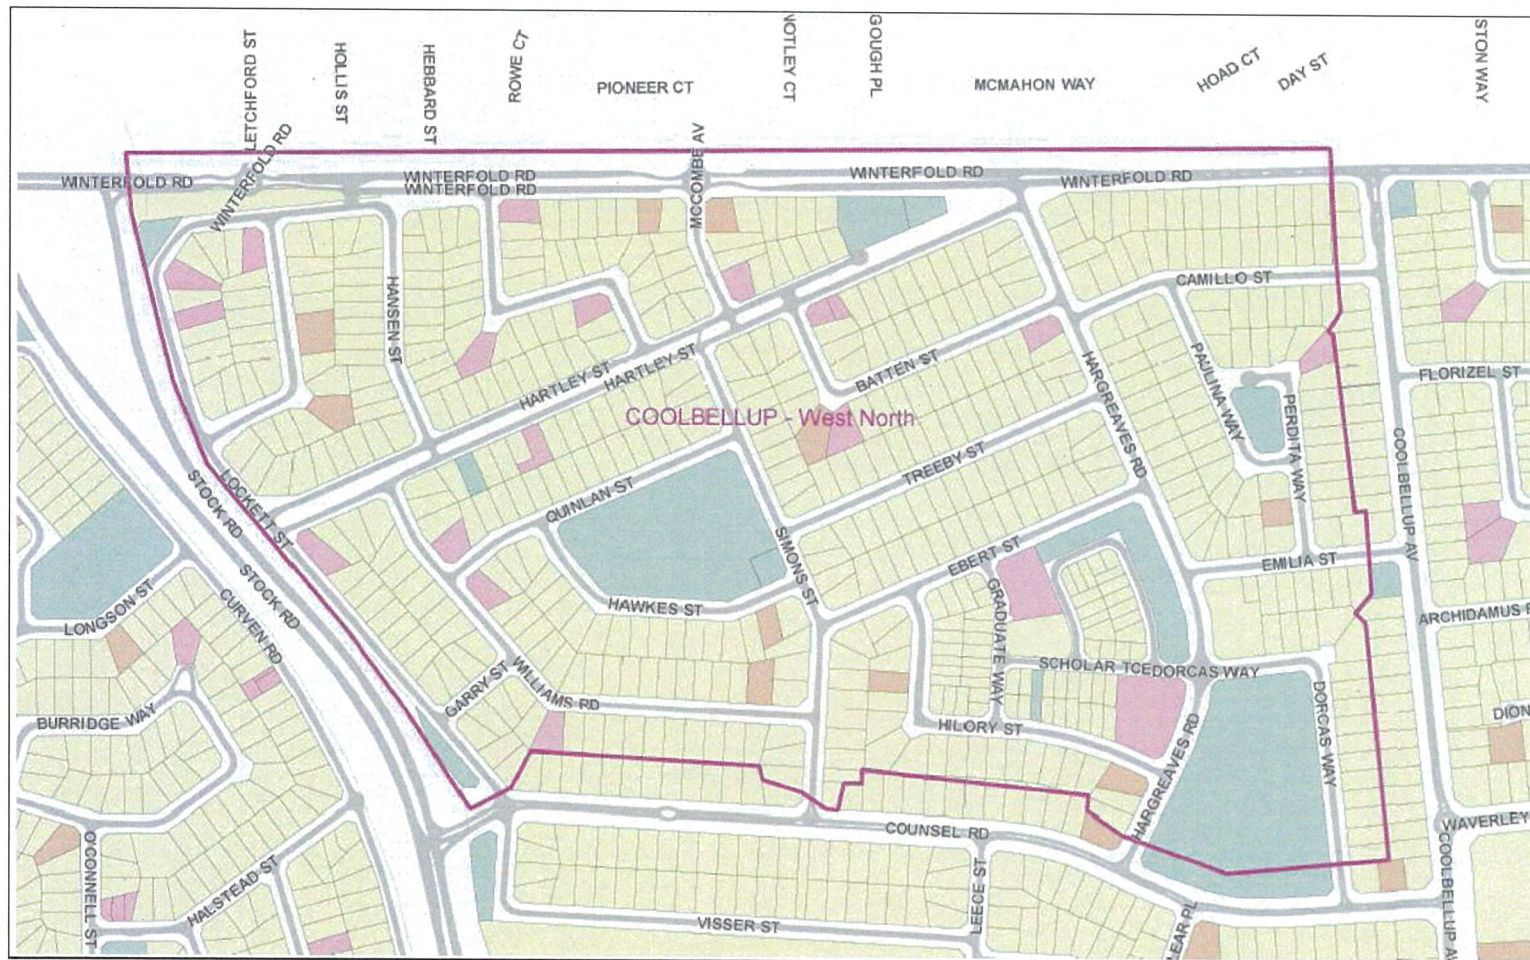 LETCHFORD ST
HOLLIS ST
HEBBARD ST
ROWE CT
PIONEER CT
NOTLEY CT
GOUGH PL
MCMAHON WAY
HOAD CT
DAY ST
STON WAY
WINTERFOLD RD
WINTERFOLD RD
WINTERFOLD RD
WINTERFOLD RD
MCCOMBE AV
WINTERFOLD RD
WINTERFOLD RD
CAMILLO ST
HANSEN ST
HARTLEY ST
HARTLEY ST
BATTEN ST
HARGREAVES RD
PAULINA WAY
PERDITA WAY
FLORIZEL ST
COOLBELLUP - West North
COOLBELLUP AV
TREEBY ST
QUINLAN ST
LOCKETT ST
STOCK RD
STOCK RD
SIMONS ST
EBERT ST
EMILIA ST
HAWKES ST
GRADUATE WAY
LONGSON ST
CURVEN RD
ARCHIDAMUS R
SCHOLAR TCEDORCAS WAY
GARRY ST
WILLIAMS RD
DORCAS WAY
BURRIDGE WAY
HILORY ST
HARGREAVES RD
DION
COUNSEL RD
WAVERLEY
O'CONNELL ST
HALSTEAD ST
LEECE ST
COOLBELLUP AV
VISSER ST
LEAR PL